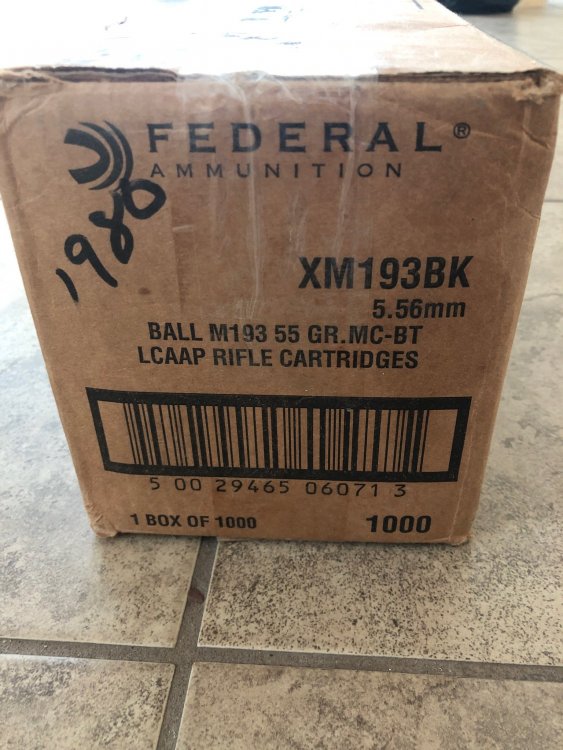 FEDERAL®
AMMUNITION
1980
XM193BK
5.56mm
BALL M193 55 GR.MC-BT
LCAAP RIFLE CARTRIDGES
5 00 29465 06071 3
1 BOX OF 1000 1000